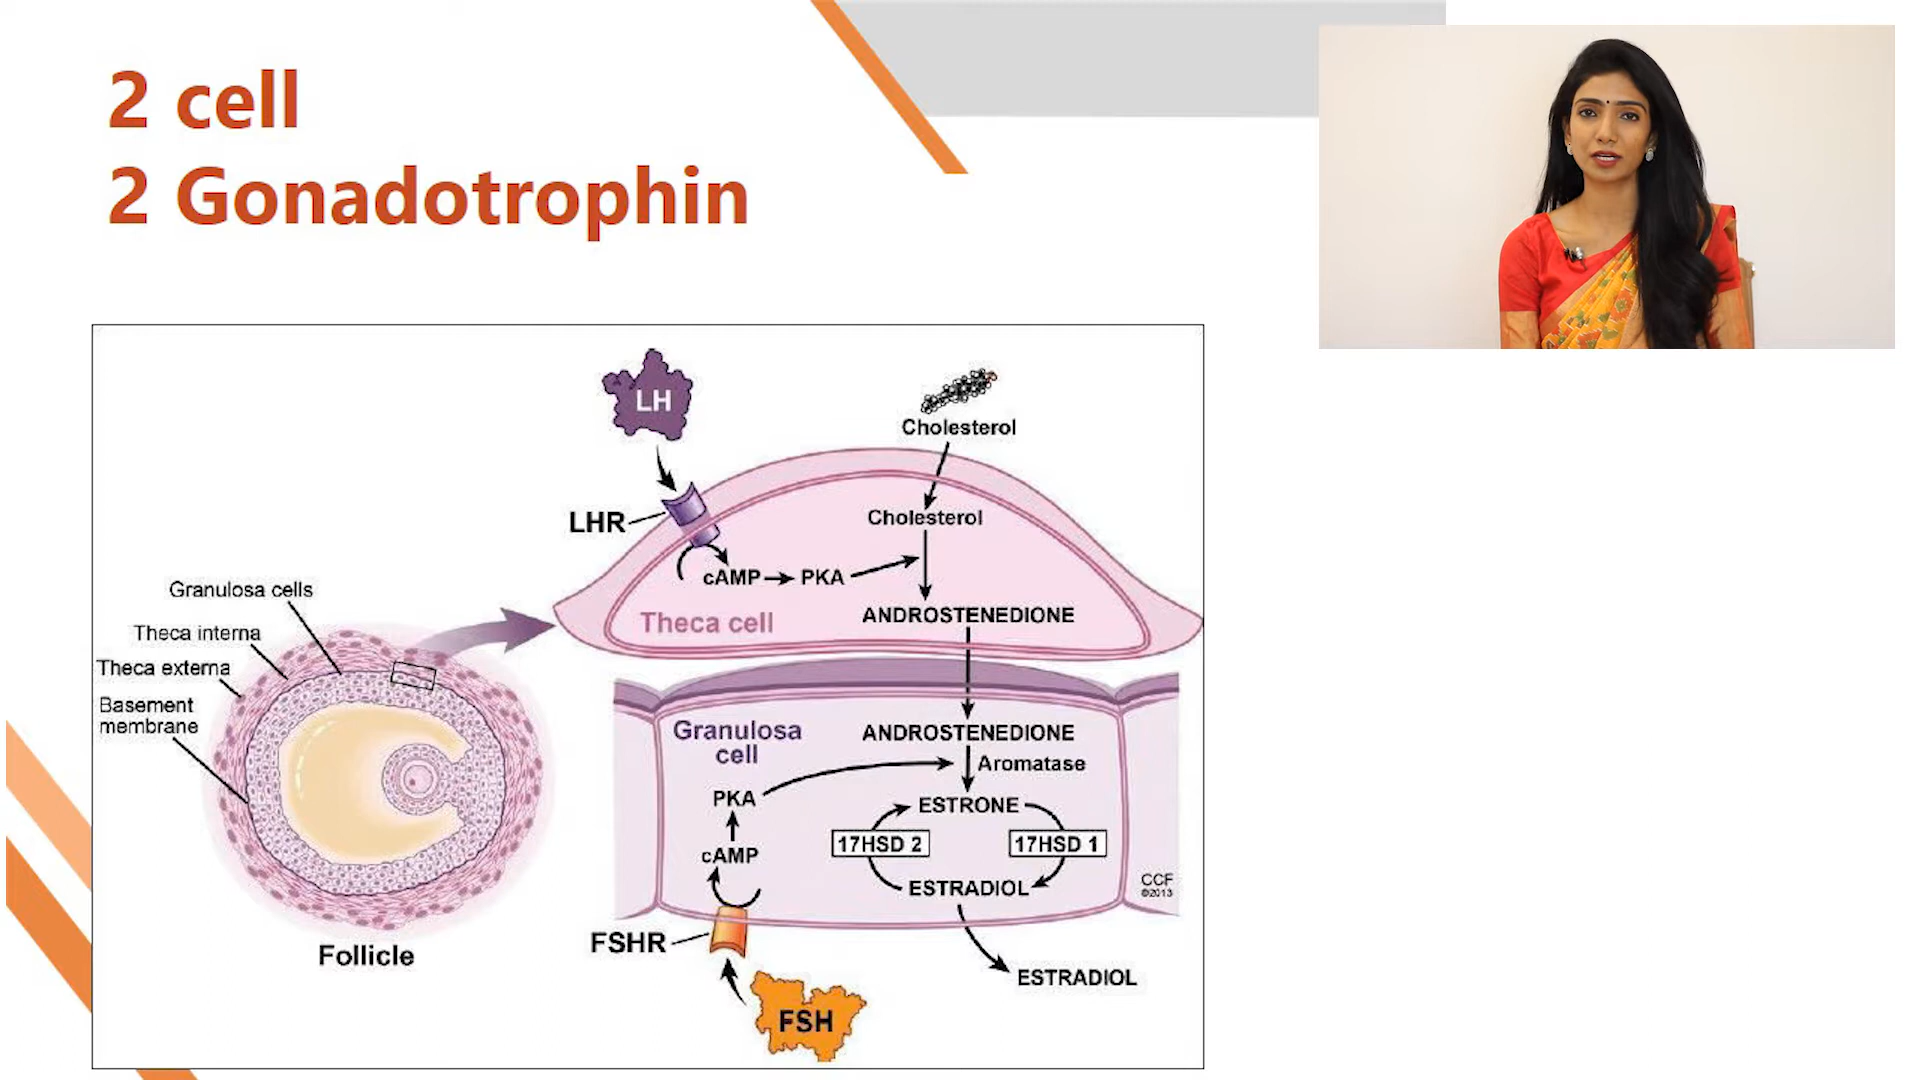 2 cell
2 Gonadotrophin
LH
Cholesterol
LHR
Cholesterol
cAMP
PKA
Theca cell
ANDROSTENEDIONE
Granulosa cells
Theca interna
Theca externa
Basement
membrane
Follicle
Granulosa
cell
ANDROSTENEDIONE
Aromatase
PKA
ESTRONE
17HSD 2
17HSD 1
cAMP
ESTRADIOL
CCF
©2013
FSHR
ESTRADIOL
FSH